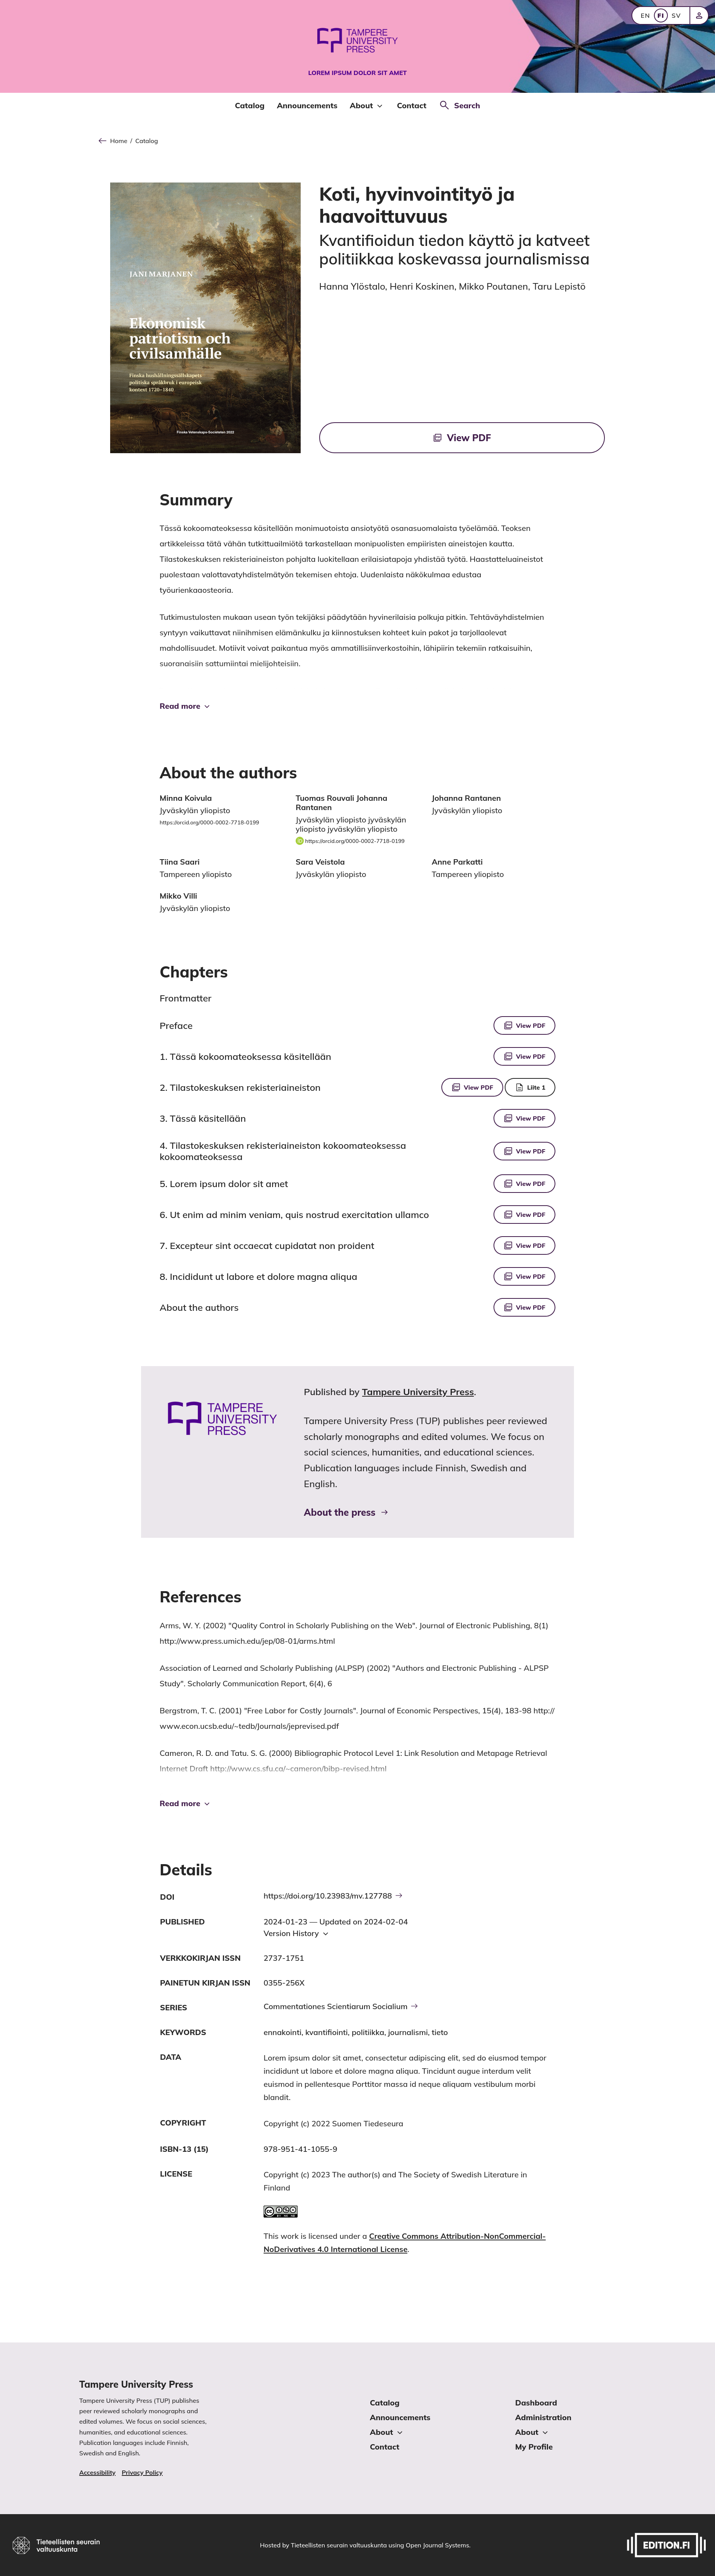 EN FI SV
TAMPERE
UNIVERSITY
PRESS
LOREM IPSUM DOLOR SIT AMET
Catalog Announcements About Contact Search
Home / Catalog
JANI MARJANEN
Ekonomisk
patriotism och
civilsamhälle
Finska hushållningssällskapets
politiska språkbruk i europeisk
kontext 1720–1840
Finska Vetenskaps-Societeten 2022
Koti, hyvinvointityö ja
haavoittuvuus
Kvantifioidun tiedon käyttö ja katveet
politiikkaa koskevassa journalismissa
Hanna Ylöstalo, Henri Koskinen, Mikko Poutanen, Taru Lepistö
View PDF
Summary
Tässä kokoomateoksessa käsitellään monimuotoista ansiotyötä osanasuomalaista työelämää. Teoksen
artikkeleissa tätä vähän tutkittuailmiötä tarkastellaan monipuolisten empiiristen aineistojen kautta.
Tilastokeskuksen rekisteriaineiston pohjalta luokitellaan erilaisiatapoja yhdistää työtä. Haastatteluaineistot
puolestaan valottavatyhdistelmätyön tekemisen ehtoja. Uudenlaista näkökulmaa edustaa
työurienkaaosteoria.
Tutkimustulosten mukaan usean työn tekijäksi päädytään hyvinerilaisia polkuja pitkin. Tehtäväyhdistelmien
syntyyn vaikuttavat niinihmisen elämänkulku ja kiinnostuksen kohteet kuin pakot ja tarjollaolevat
mahdollisuudet. Motiivit voivat paikantua myös ammatillisiinverkostoihin, lähipiirin tekemiin ratkaisuihin,
suoranaisiin sattumiintai mielijohteisiin.
Read more
About the authors
Minna Koivula
Jyväskylän yliopisto
https://orcid.org/0000-0002-7718-0199
Tuomas Rouvali Johanna
Rantanen
Jyväskylän yliopisto jyväskylän
yliopisto jyväskylän yliopisto
iD https://orcid.org/0000-0002-7718-0199
Johanna Rantanen
Jyväskylän yliopisto
Tiina Saari
Tampereen yliopisto
Sara Veistola
Jyväskylän yliopisto
Anne Parkatti
Tampereen yliopisto
Mikko Villi
Jyväskylän yliopisto
Chapters
Frontmatter
Preface View PDF
1. Tässä kokoomateoksessa käsitellään View PDF
2. Tilastokeskuksen rekisteriaineiston View PDF Liite 1
3. Tässä käsitellään View PDF
4. Tilastokeskuksen rekisteriaineiston kokoomateoksessa
kokoomateoksessa View PDF
5. Lorem ipsum dolor sit amet View PDF
6. Ut enim ad minim veniam, quis nostrud exercitation ullamco View PDF
7. Excepteur sint occaecat cupidatat non proident View PDF
8. Incididunt ut labore et dolore magna aliqua View PDF
About the authors View PDF
TAMPERE
UNIVERSITY
PRESS
Published by Tampere University Press.
Tampere University Press (TUP) publishes peer reviewed
scholarly monographs and edited volumes. We focus on
social sciences, humanities, and educational sciences.
Publication languages include Finnish, Swedish and
English.
About the press
References
Arms, W. Y. (2002) "Quality Control in Scholarly Publishing on the Web". Journal of Electronic Publishing, 8(1)
http://www.press.umich.edu/jep/08-01/arms.html
Association of Learned and Scholarly Publishing (ALPSP) (2002) "Authors and Electronic Publishing - ALPSP
Study". Scholarly Communication Report, 6(4), 6
Bergstrom, T. C. (2001) "Free Labor for Costly Journals". Journal of Economic Perspectives, 15(4), 183-98 http://
www.econ.ucsb.edu/~tedb/Journals/jeprevised.pdf
Cameron, R. D. and Tatu. S. G. (2000) Bibliographic Protocol Level 1: Link Resolution and Metapage Retrieval
Internet Draft http://www.cs.sfu.ca/~cameron/bibp-revised.html
Read more
Details
DOI https://doi.org/10.23983/mv.127788
PUBLISHED 2024-01-23 — Updated on 2024-02-04
Version History
VERKKOKIRJAN ISSN 2737-1751
PAINETUN KIRJAN ISSN 0355-256X
SERIES Commentationes Scientiarum Socialium
KEYWORDS ennakointi, kvantifiointi, politiikka, journalismi, tieto
DATA Lorem ipsum dolor sit amet, consectetur adipiscing elit, sed do eiusmod tempor
incididunt ut labore et dolore magna aliqua. Tincidunt augue interdum velit
euismod in pellentesque Porttitor massa id neque aliquam vestibulum morbi
blandit.
COPYRIGHT Copyright (c) 2022 Suomen Tiedeseura
ISBN-13 (15) 978-951-41-1055-9
LICENSE Copyright (c) 2023 The author(s) and The Society of Swedish Literature in
Finland
This work is licensed under a Creative Commons Attribution-NonCommercial-
NoDerivatives 4.0 International License.
Tampere University Press
Tampere University Press (TUP) publishes
peer reviewed scholarly monographs and
edited volumes. We focus on social sciences,
humanities, and educational sciences.
Publication languages include Finnish,
Swedish and English.
Accessibility Privacy Policy
Catalog
Announcements
About
Contact
Dashboard
Administration
About
My Profile
Tieteellisten seurain
valtuuskunta
Hosted by Tieteellisten seurain valtuuskunta using Open Journal Systems.
EDITION.FI